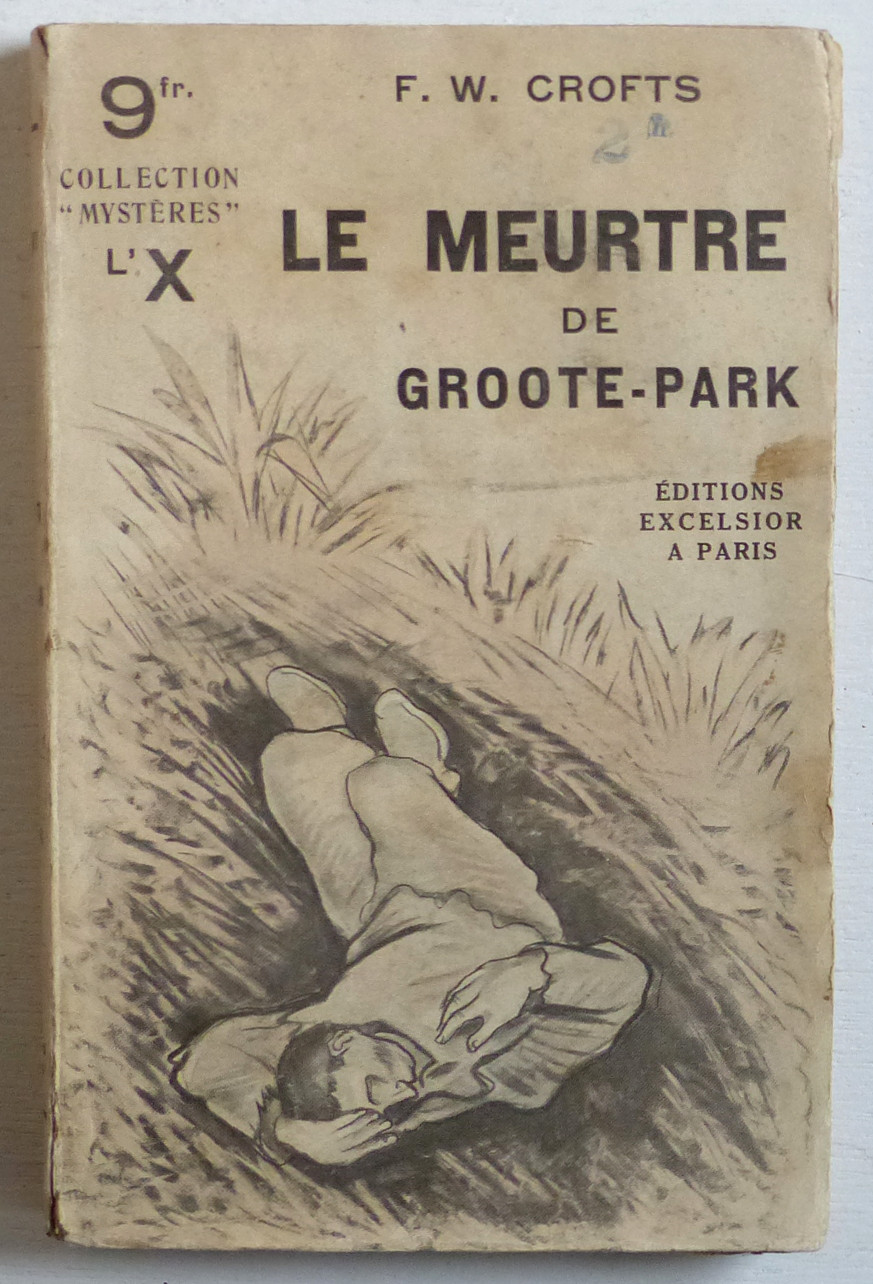 9fr.
F. W. CROFTS
COLLECTION
"MYSTÈRES"
L'X
LE MEURTRE
DE
GROOTE-PARK
ÉDITIONS
EXCELSIOR
A PARIS